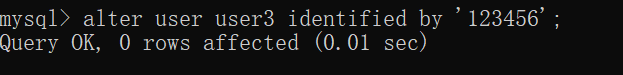 mysql> alter user user3 identified by '123456';
Query OK, 0 rows affected (0.01 sec)